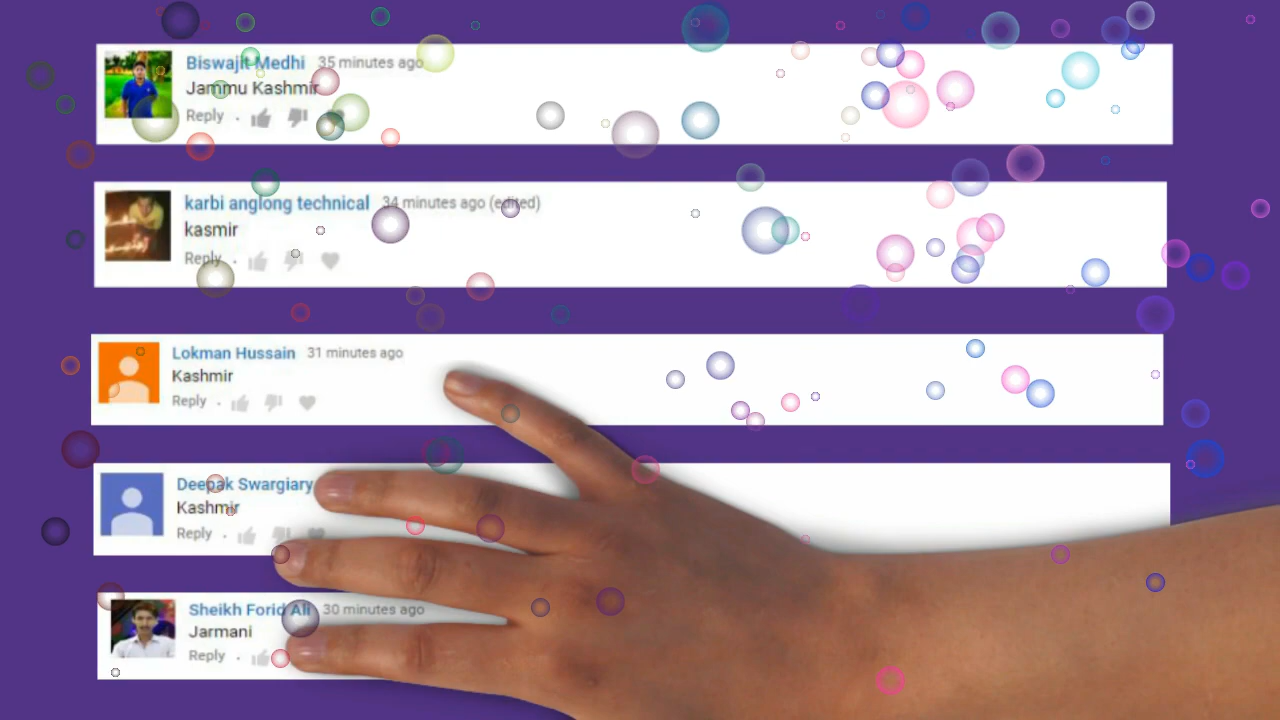 Biswajit Medhi 35 minutes ago
Jammu Kashmir
Reply
karbi anglong technical 34 minutes ago (edited)
kasmir
Reply
Lokman Hussain 31 minutes ago
Kashmir
Reply
Deepak Swargiary
Kashmir
Reply
Sheikh Forid Ali 30 minutes ago
Jarmani
Reply